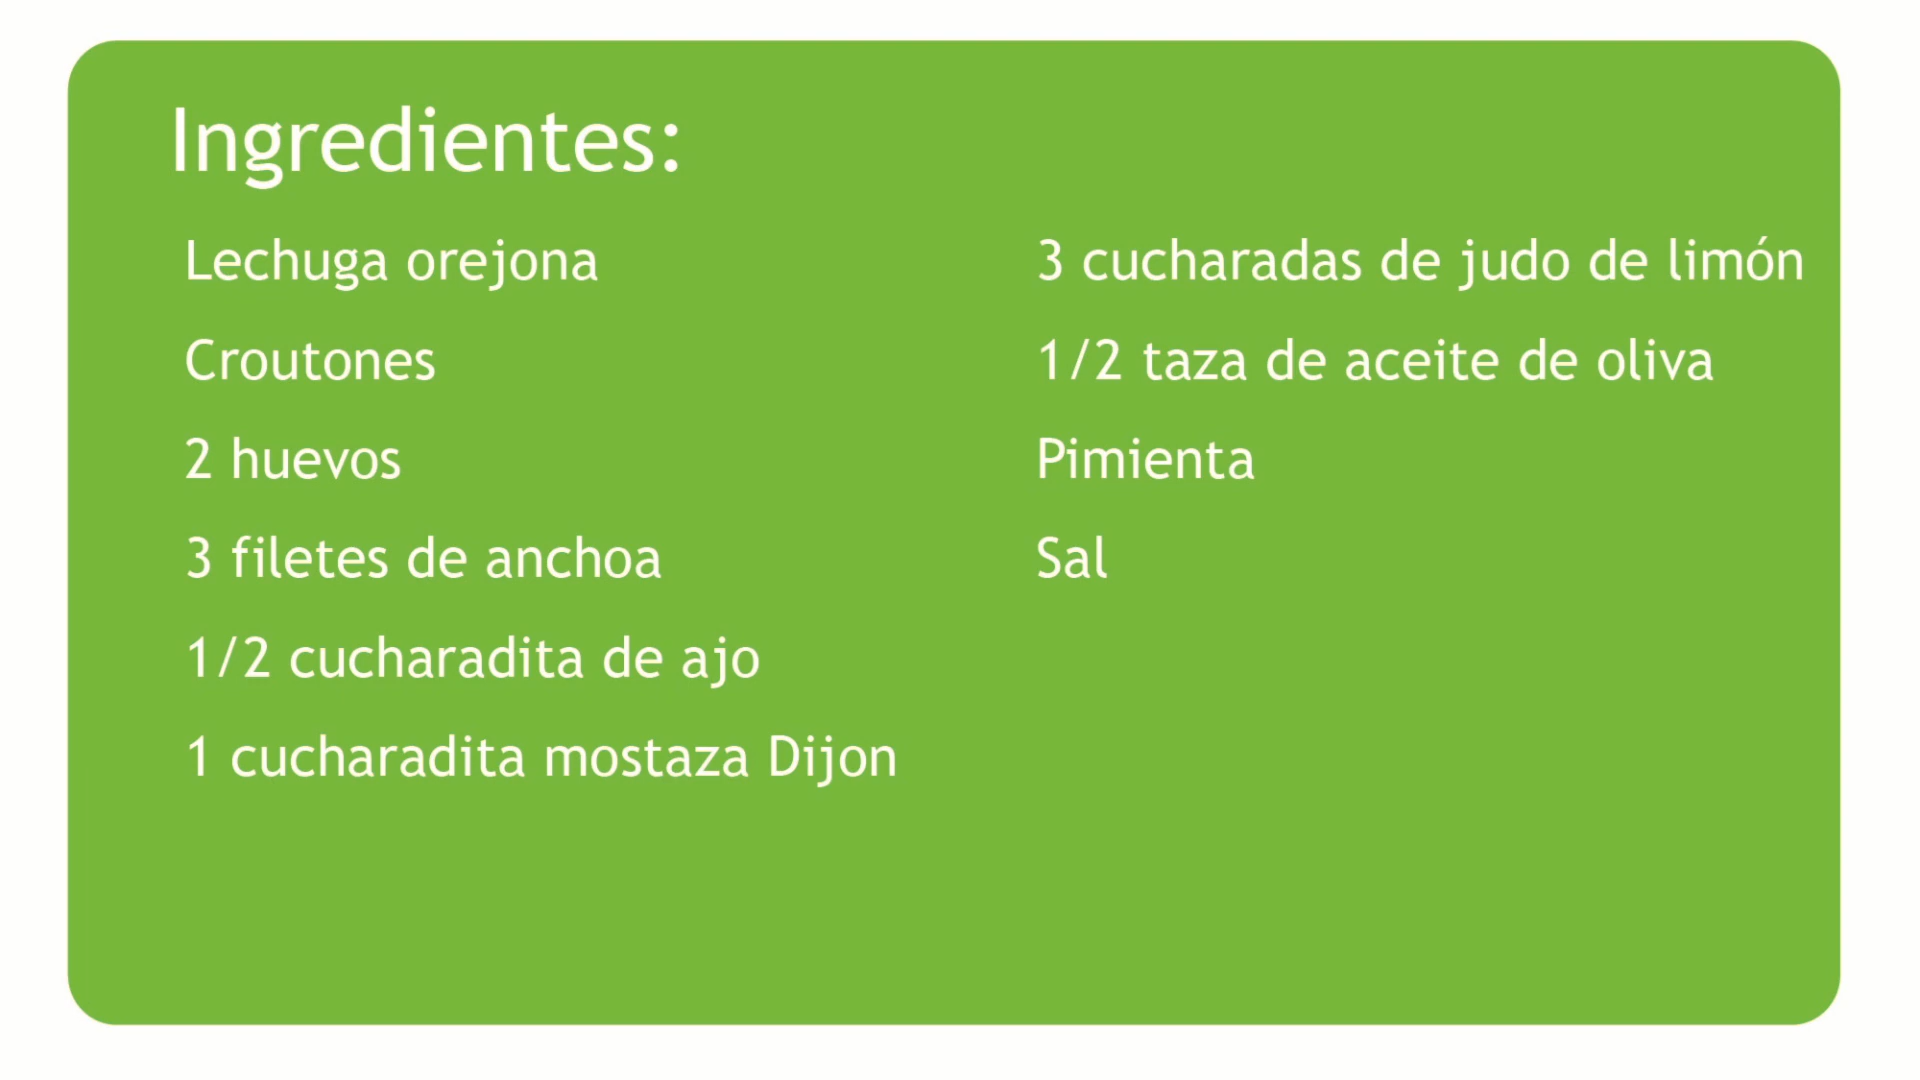 Ingredientes:
Lechuga orejona
Croutones
2 huevos
3 filetes de anchoa
1/2 cucharadita de ajo
1 cucharadita mostaza Dijon
3 cucharadas de judo de limón
1/2 taza de aceite de oliva
Pimienta
Sal